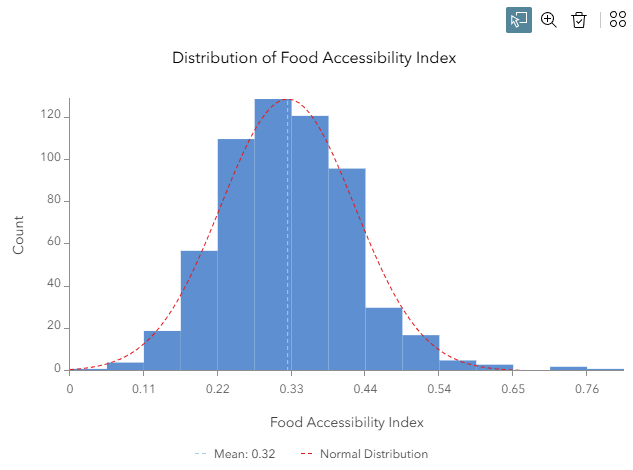 Distribution of Food Accessibility Index
120
100
80
60
40
20
0
Count
0 0.11 0.22 0.33 0.44 0.54 0.65 0.76
Food Accessibility Index
Mean: 0.32 Normal Distribution